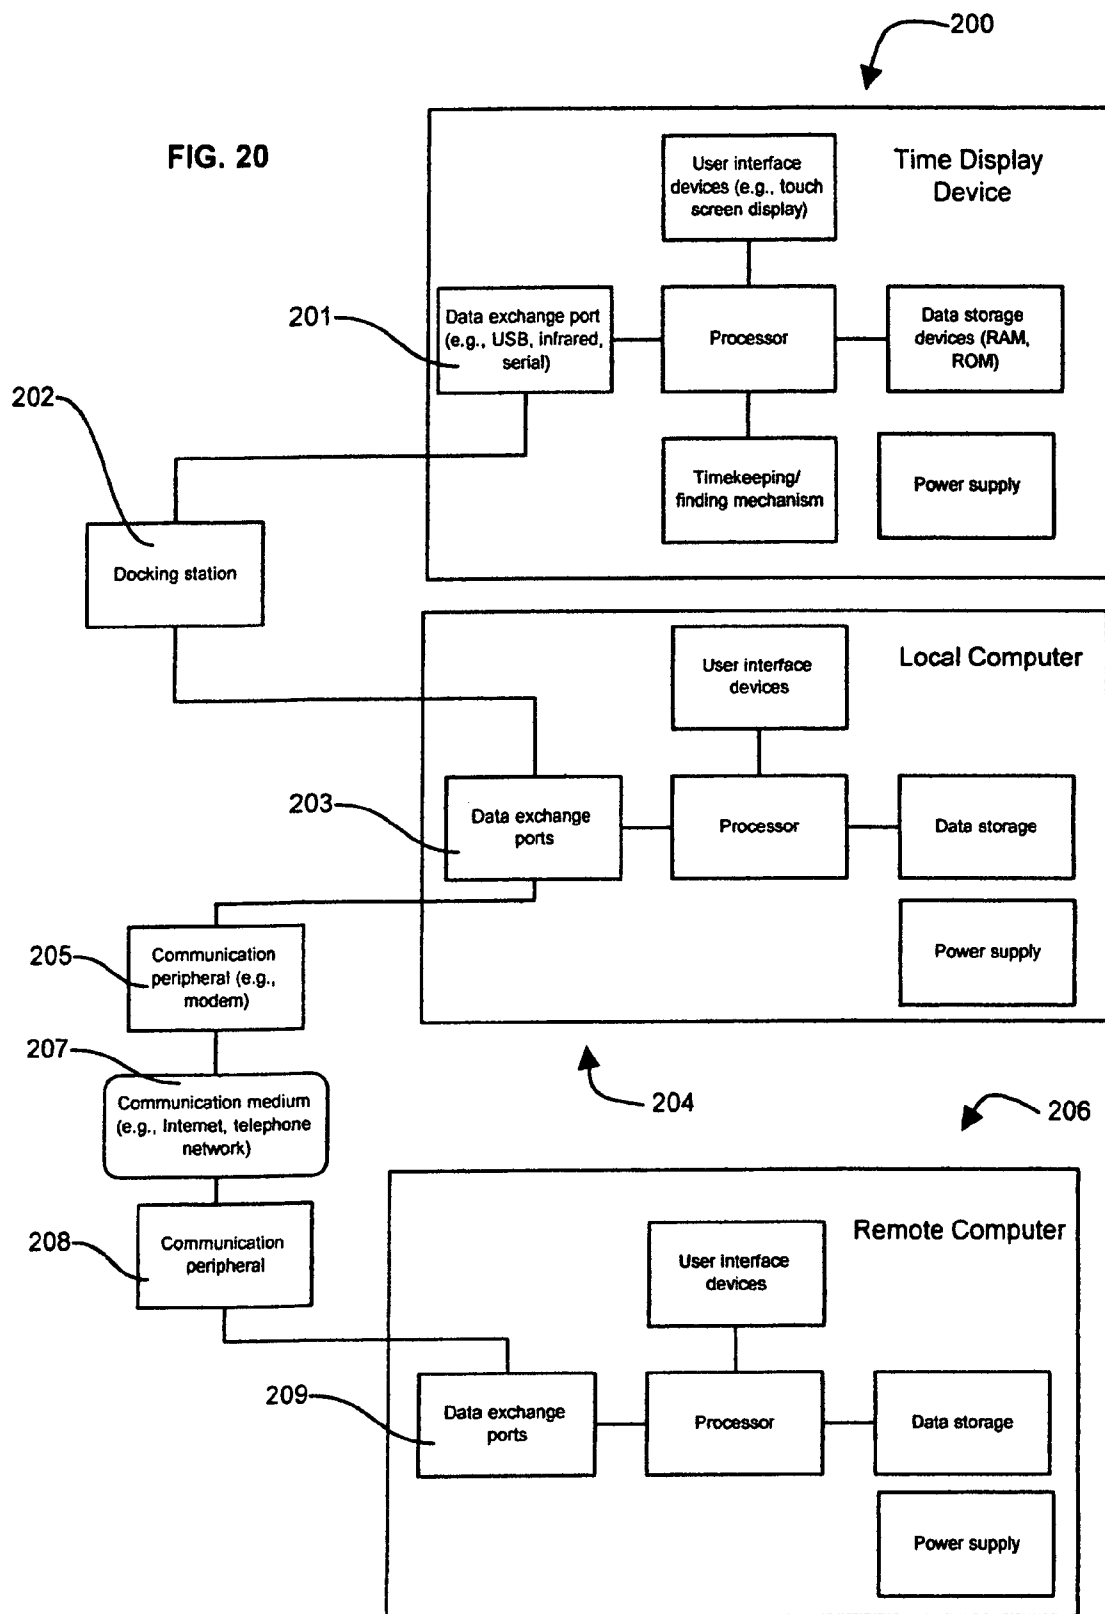 200
FIG. 20
User interface
devices (e.g., touch
screen display)
Time Display
Device
201
Data exchange port
(e.g., USB, infrared,
serial)
Processor
Data storage
devices (RAM,
ROM)
202
Timekeeping/
finding mechanism
Power supply
Docking station
User interface
devices
Local Computer
203
Data exchange
ports
Processor
Data storage
205
Communication
peripheral (e.g.,
modem)
Power supply
207
Communication medium
(e.g., Internet, telephone
network)
204
206
208
Communication
peripheral
User interface
devices
Remote Computer
209
Data exchange
ports
Processor
Data storage
Power supply